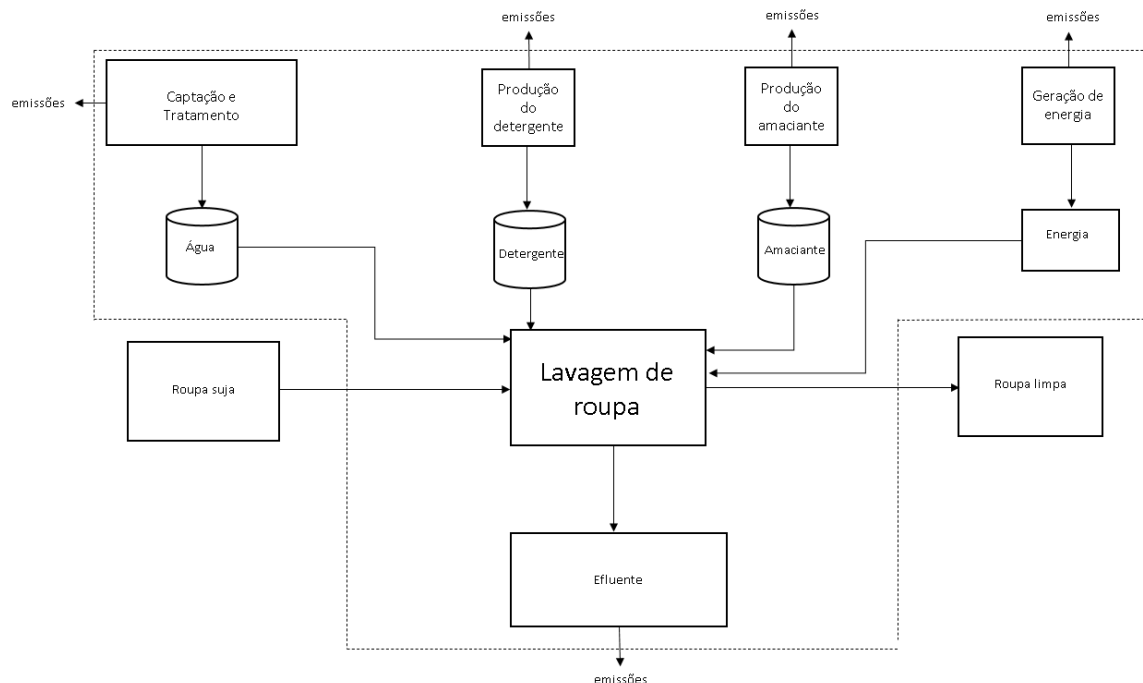 emissões
emissões
emissões
emissões
Captação e
Tratamento
Produção
do
detergente
Produção
do
amaciante
Geração de
energia
Água
Detergente
Amaciante
Energia
Roupa suja
Lavagem de
roupa
Roupa limpa
Efluente
emissões